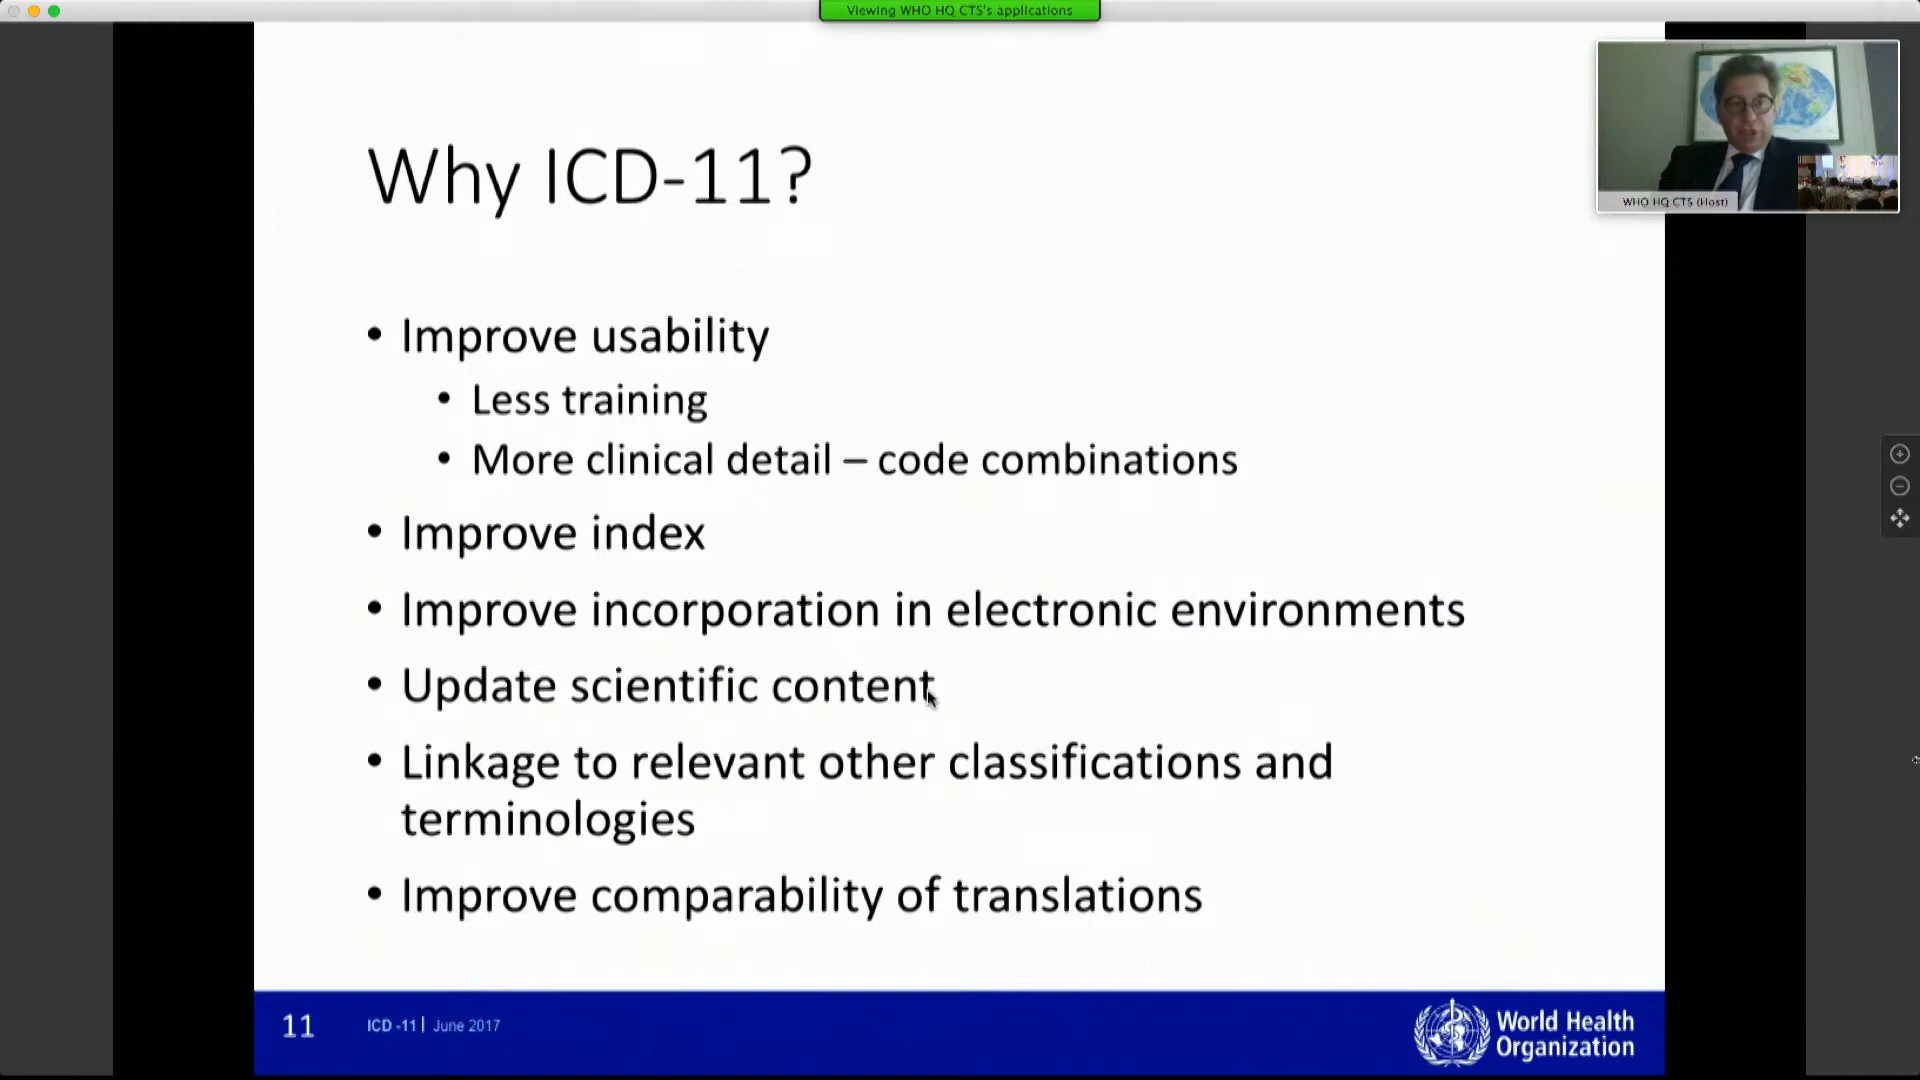 Viewing WHO HQ CTS's applications
WHO HQ CTS (Host)
Why ICD-11?
• Improve usability
• Less training
• More clinical detail – code combinations
• Improve index
• Improve incorporation in electronic environments
• Update scientific content
• Linkage to relevant other classifications and
terminologies
• Improve comparability of translations
11
ICD -11 | June 2017
World Health
Organization